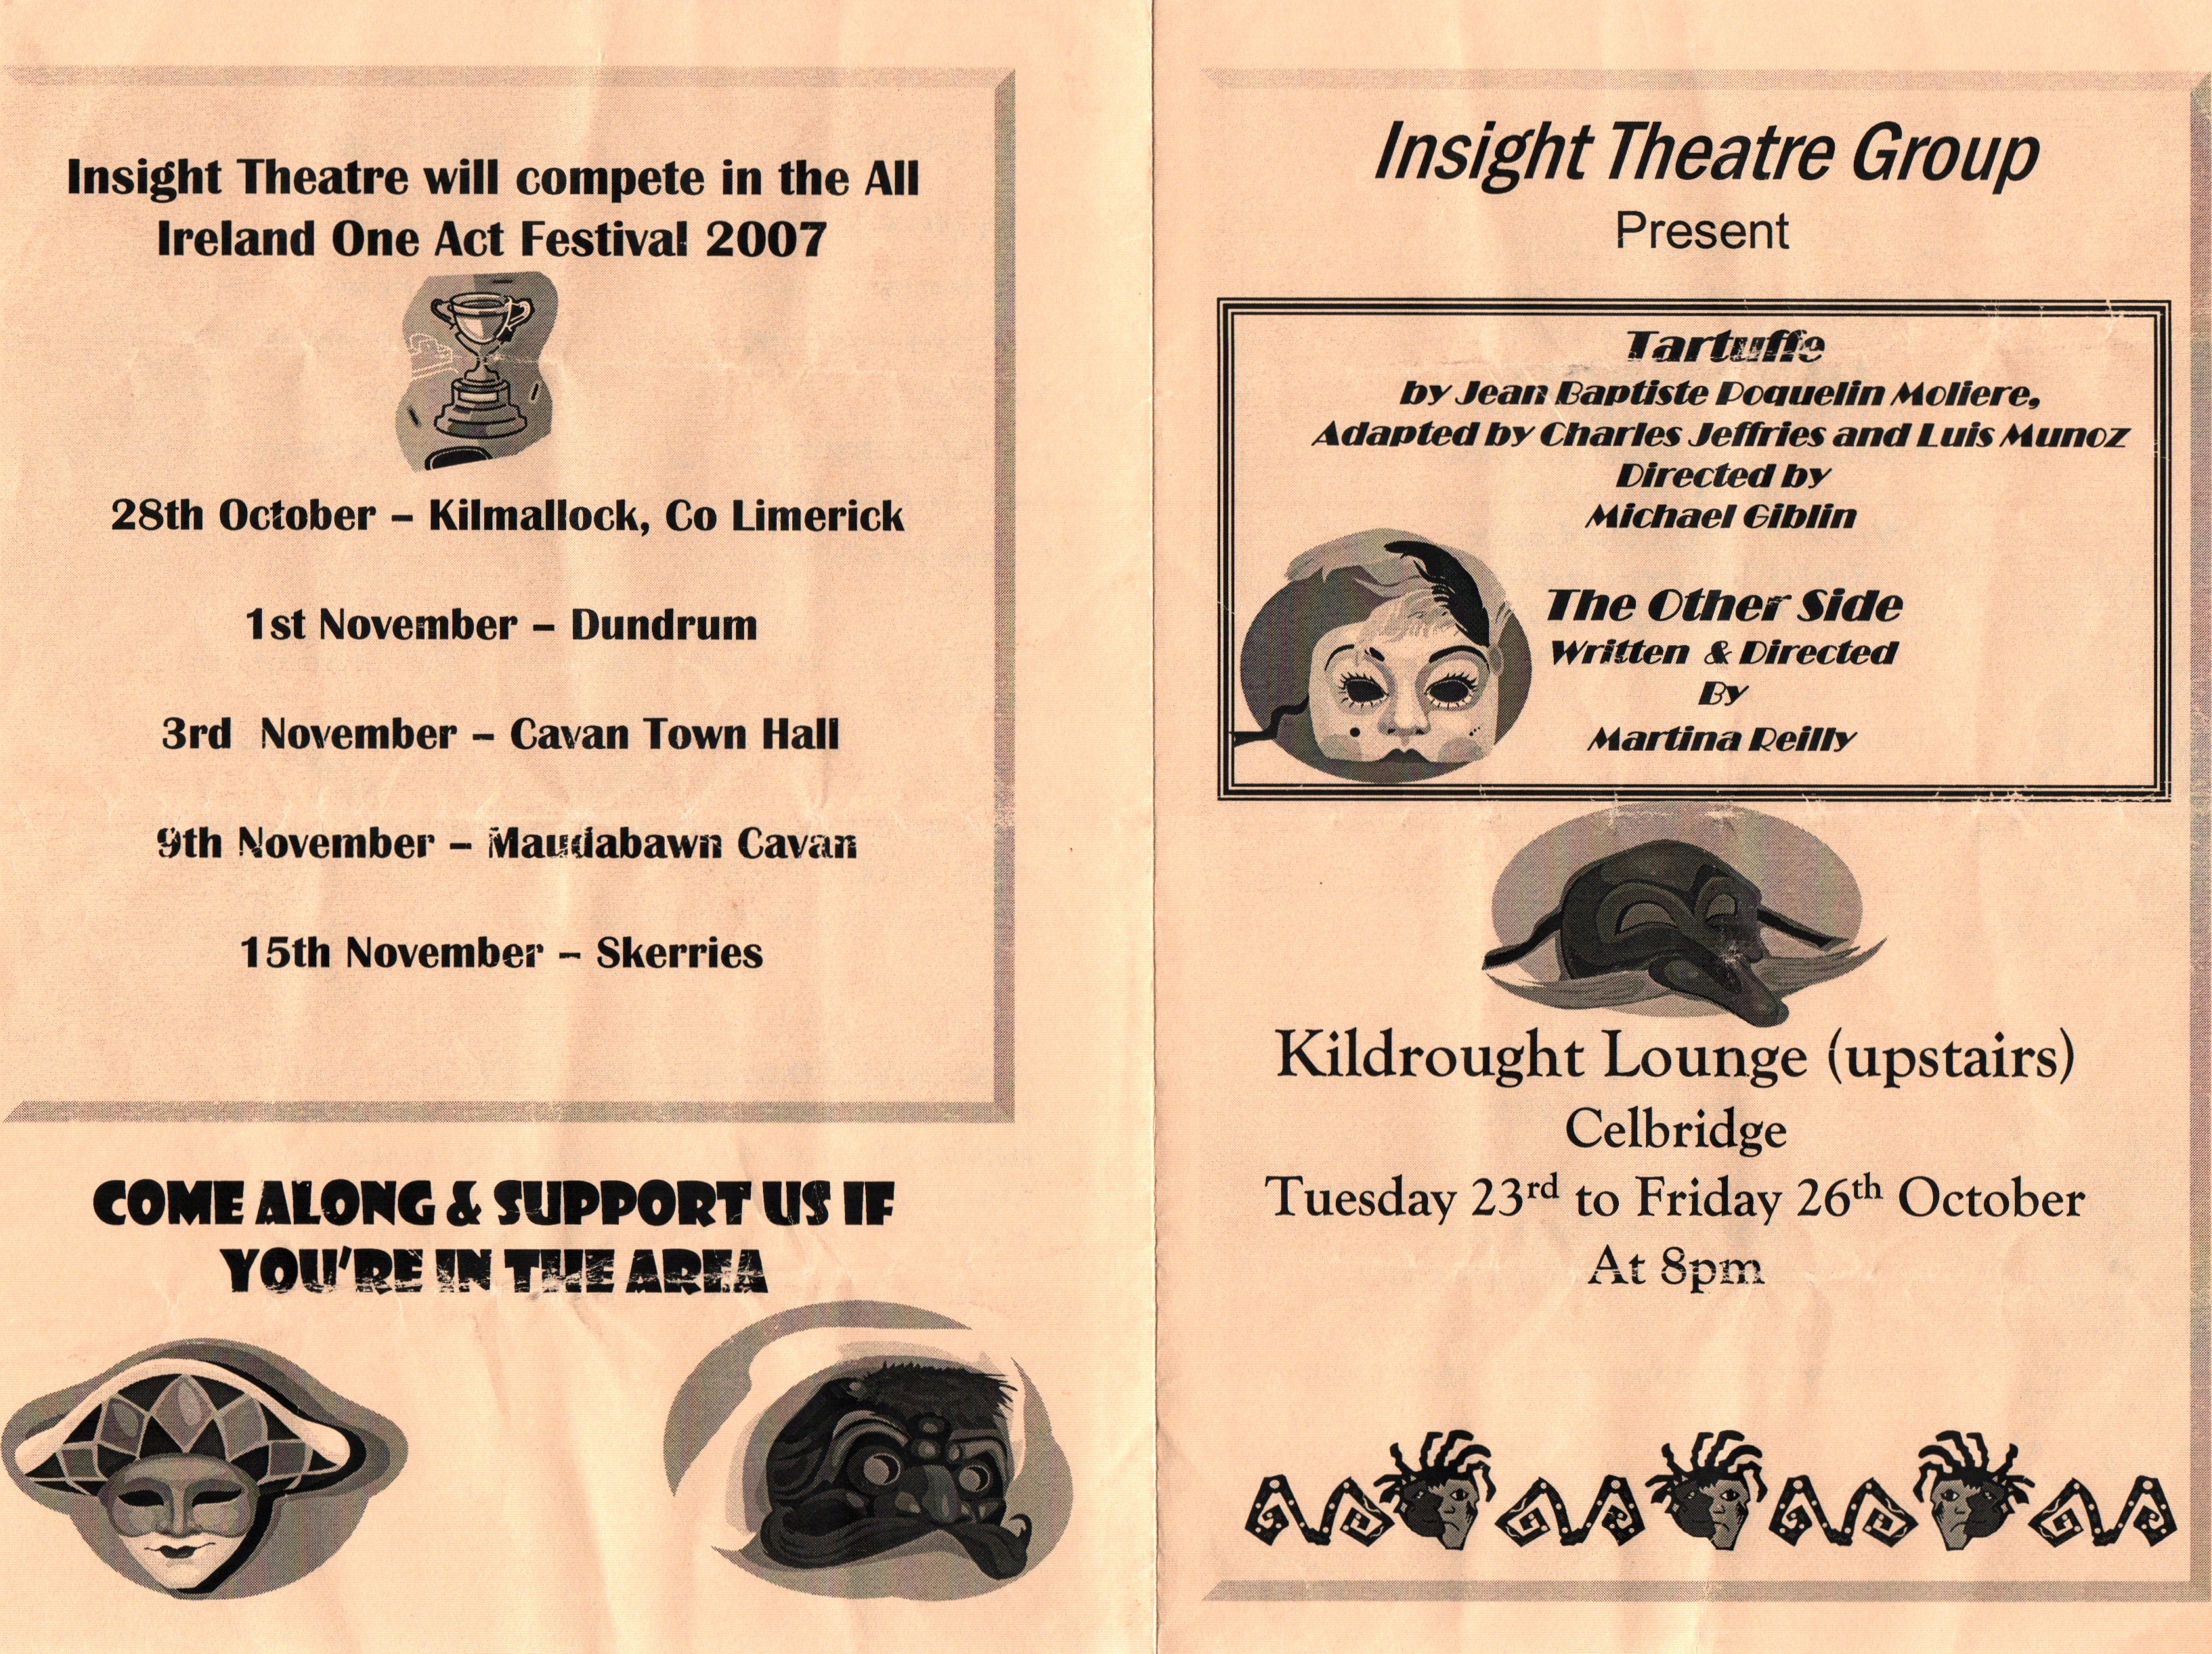 Insight Theatre will compete in the All
Ireland One Act Festival 2007
28th October – Kilmallock, Co Limerick
1st November – Dundrum
3rd November – Cavan Town Hall
9th November – Maudabawn Cavan
15th November – Skerries
COME ALONG & SUPPORT US IF
YOU'RE IN THE AREA
Insight Theatre Group
Present
Tartuffe
by Jean Baptiste Poquelin Moliere,
Adapted by Charles Jeffries and Luis Munoz
Directed by
Michael Giblin
The Other Side
Written & Directed
By
Martina Reilly
Kildrought Lounge (upstairs)
Celbridge
Tuesday 23rd to Friday 26th October
At 8pm